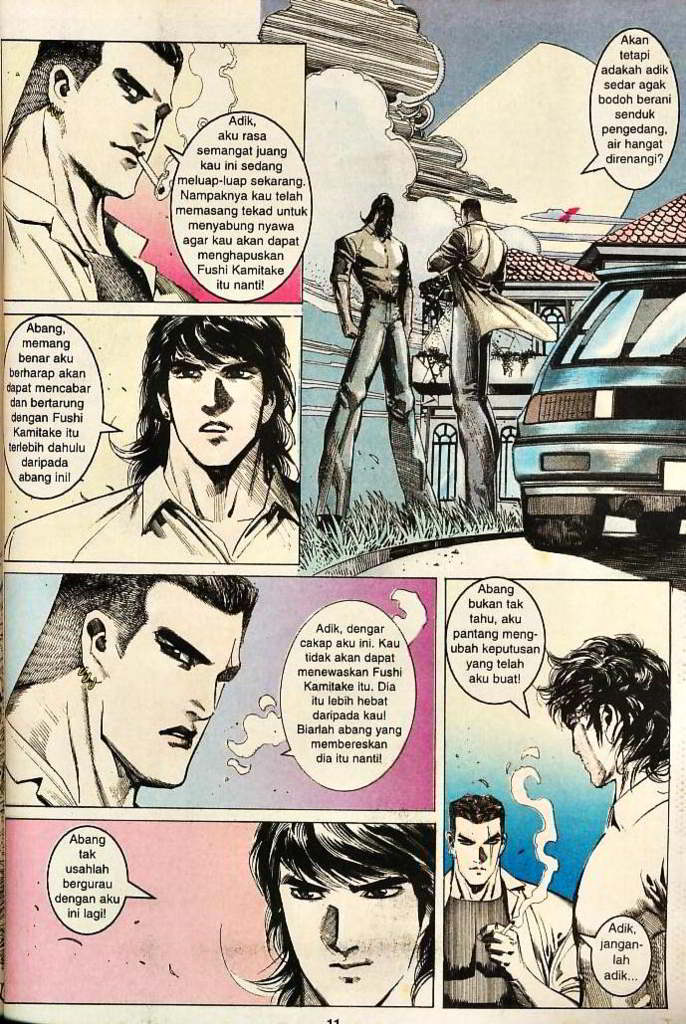 Adik,
aku rasa
semangat juang
kau ini sedang
meluap-luap sekarang.
Nampaknya kau telah
memasang tekad untuk
menyabung nyawa
agar kau akan dapat
menghapuskan
Fushi Kamitake
itu nanti!
Akan
tetapi
adakah adik
sedar agak
bodoh berani
senduk
pengedang,
air hangat
direnangi?
Abang,
memang
benar aku
berharap akan
dapat mencabar
dan bertarung
dengan Fushi
Kamitake itu
terlebih dahulu
daripada
abang ini!
Adik, dengar
cakap aku ini. Kau
tidak akan dapat
menewaskan Fushi
Kamitake itu. Dia
itu lebih hebat
daripada kau!
Biarlah abang yang
membereskan
dia itu nanti!
Abang
bukan tak
tahu, aku
pantang meng-
ubah keputusan
yang telah
aku buat!
Abang
tak
usahlah
bergurau
dengan aku
ini lagi!
Adik,
jangan-
lah
adik...
11